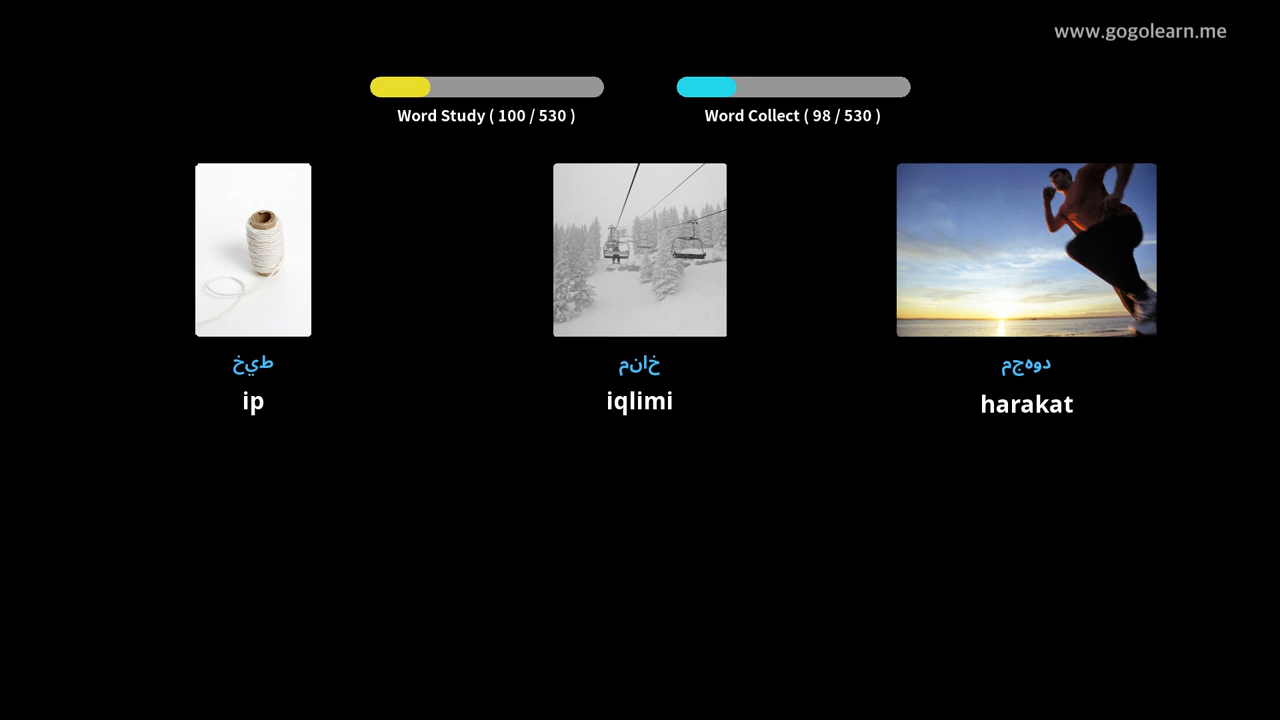 www.gogolearn.me
Word Study ( 100 / 530 )
Word Collect ( 98 / 530 )
طيخ
ip
خانم
iqlimi
دوهجم
harakat